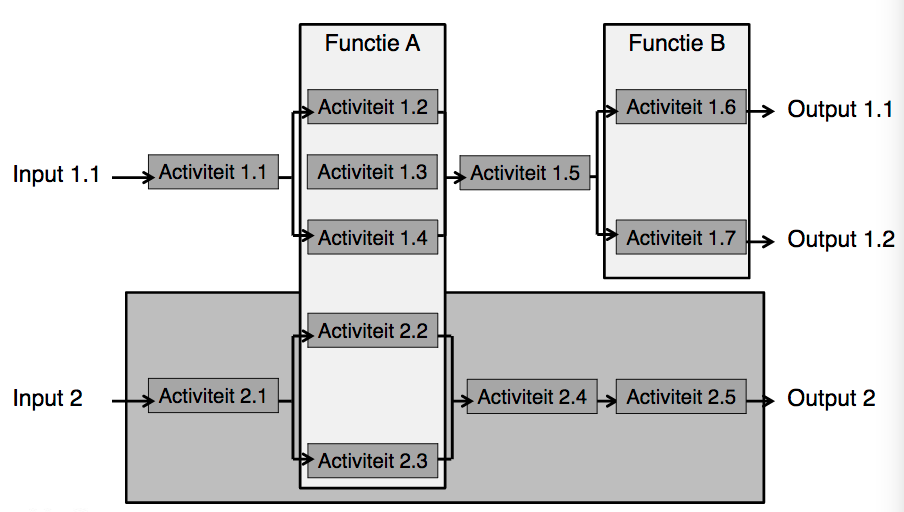 Functie A
Functie B
Activiteit 1.2
Activiteit 1.6
Output 1.1
Input 1.1
Activiteit 1.1
Activiteit 1.3
Activiteit 1.5
Activiteit 1.4
Activiteit 1.7
Output 1.2
Activiteit 2.2
Input 2
Activiteit 2.1
Activiteit 2.4
Activiteit 2.5
Output 2
Activiteit 2.3